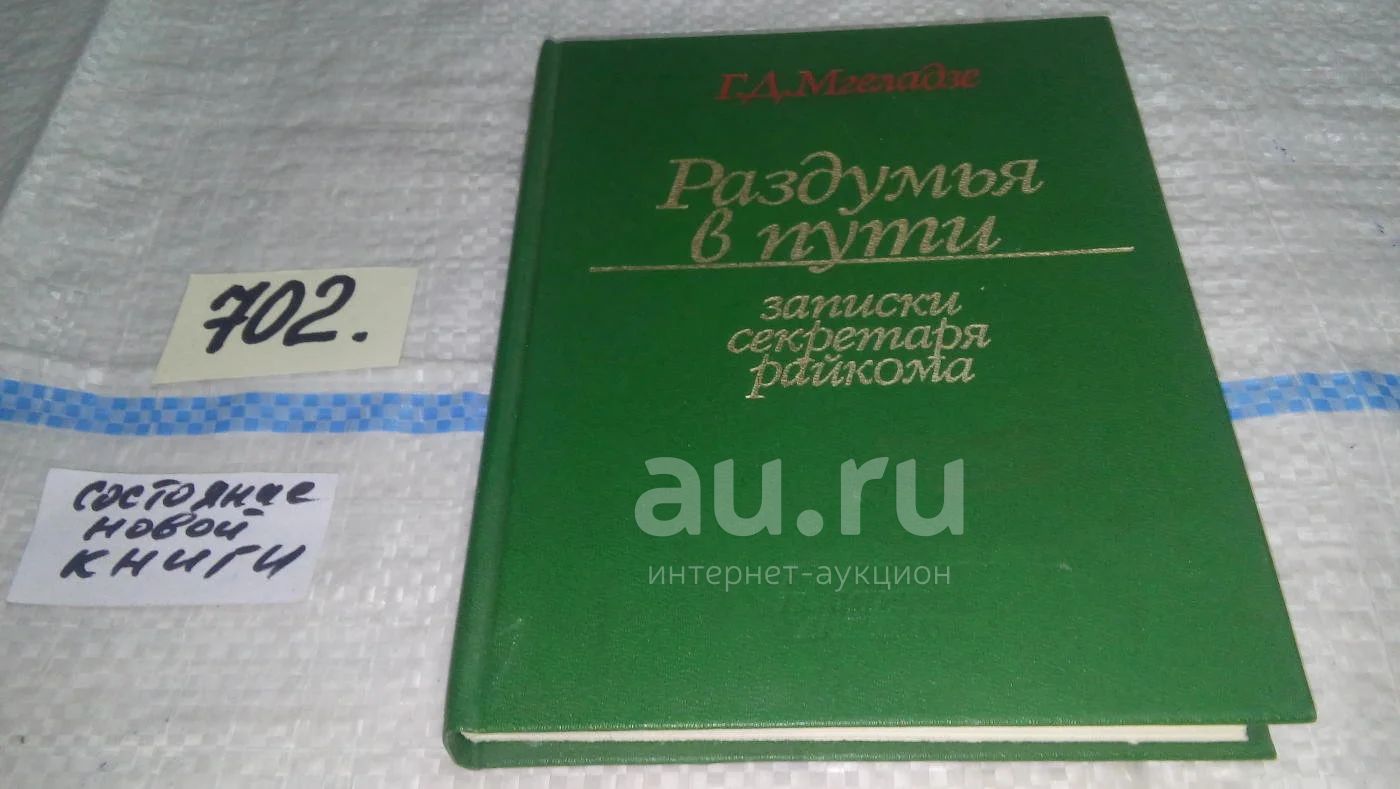 Г.Д.Мгеладзе
Раздумья
в пути
записки
секретаря
райкома
702.
состояние
новой
книги
au.ru
интернет-аукцион